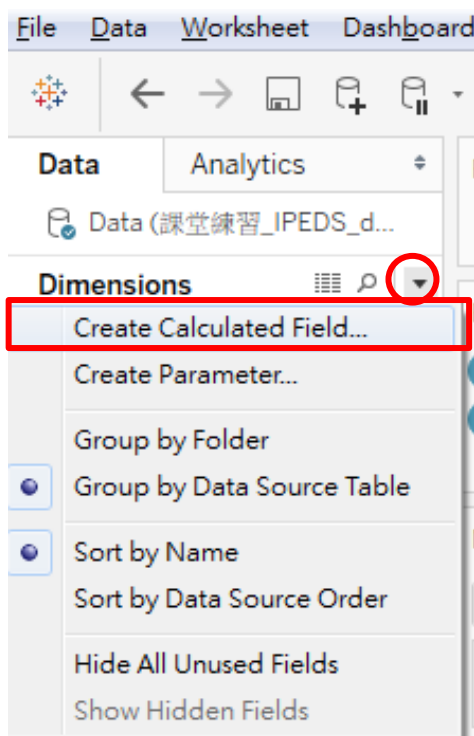 File Data Worksheet Dashboard
Data Analytics
Data (課堂練習_IPEDS_d...
Dimensions
Create Calculated Field...
Create Parameter...
Group by Folder
Group by Data Source Table
Sort by Name
Sort by Data Source Order
Hide All Unused Fields
Show Hidden Fields